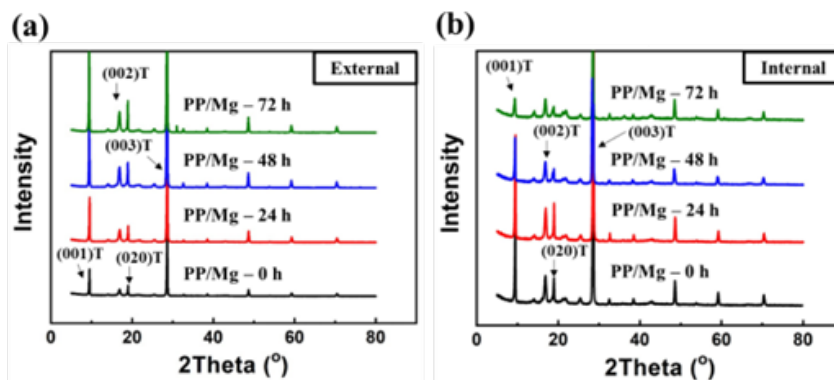 (a)
External
(002)T
PP/Mg – 72 h
(003)T
PP/Mg – 48 h
PP/Mg – 24 h
(001)T
(020)T
PP/Mg – 0 h
Intensity
0 20 40 60 80
2Theta (°)
(b)
Internal
(001)T
PP/Mg – 72 h
(002)T
(003)T
PP/Mg – 48 h
PP/Mg – 24 h
(020)T
PP/Mg – 0 h
Intensity
0 20 40 60 80
2Theta (°)